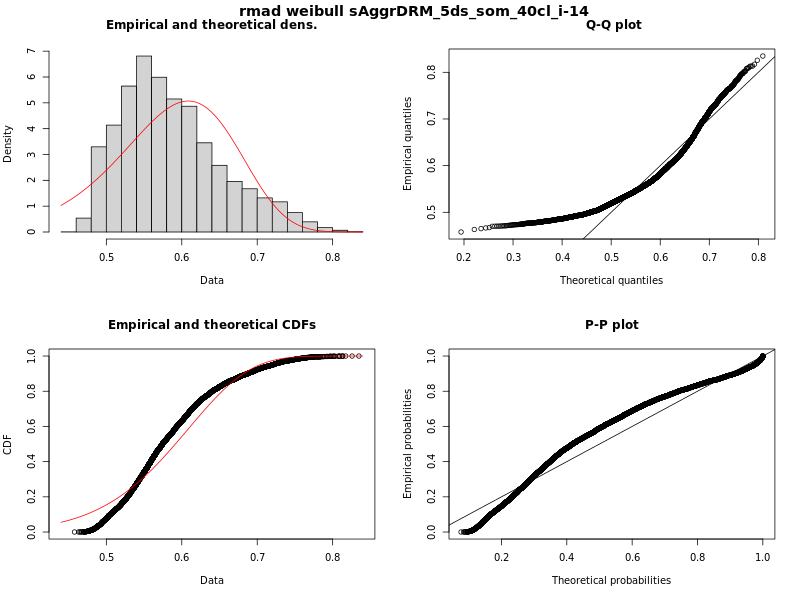 rmad weibull sAggrDRM_5ds_som_40cl_i-14
Empirical and theoretical dens.
Density
0 1 2 3 4 5 6 7
0.5 0.6 0.7 0.8
Data
Q-Q plot
Empirical quantiles
0.5 0.6 0.7 0.8
0.2 0.3 0.4 0.5 0.6 0.7 0.8
Theoretical quantiles
Empirical and theoretical CDFs
CDF
0.0 0.2 0.4 0.6 0.8 1.0
0.5 0.6 0.7 0.8
Data
P-P plot
Empirical probabilities
0.0 0.2 0.4 0.6 0.8 1.0
0.2 0.4 0.6 0.8 1.0
Theoretical probabilities